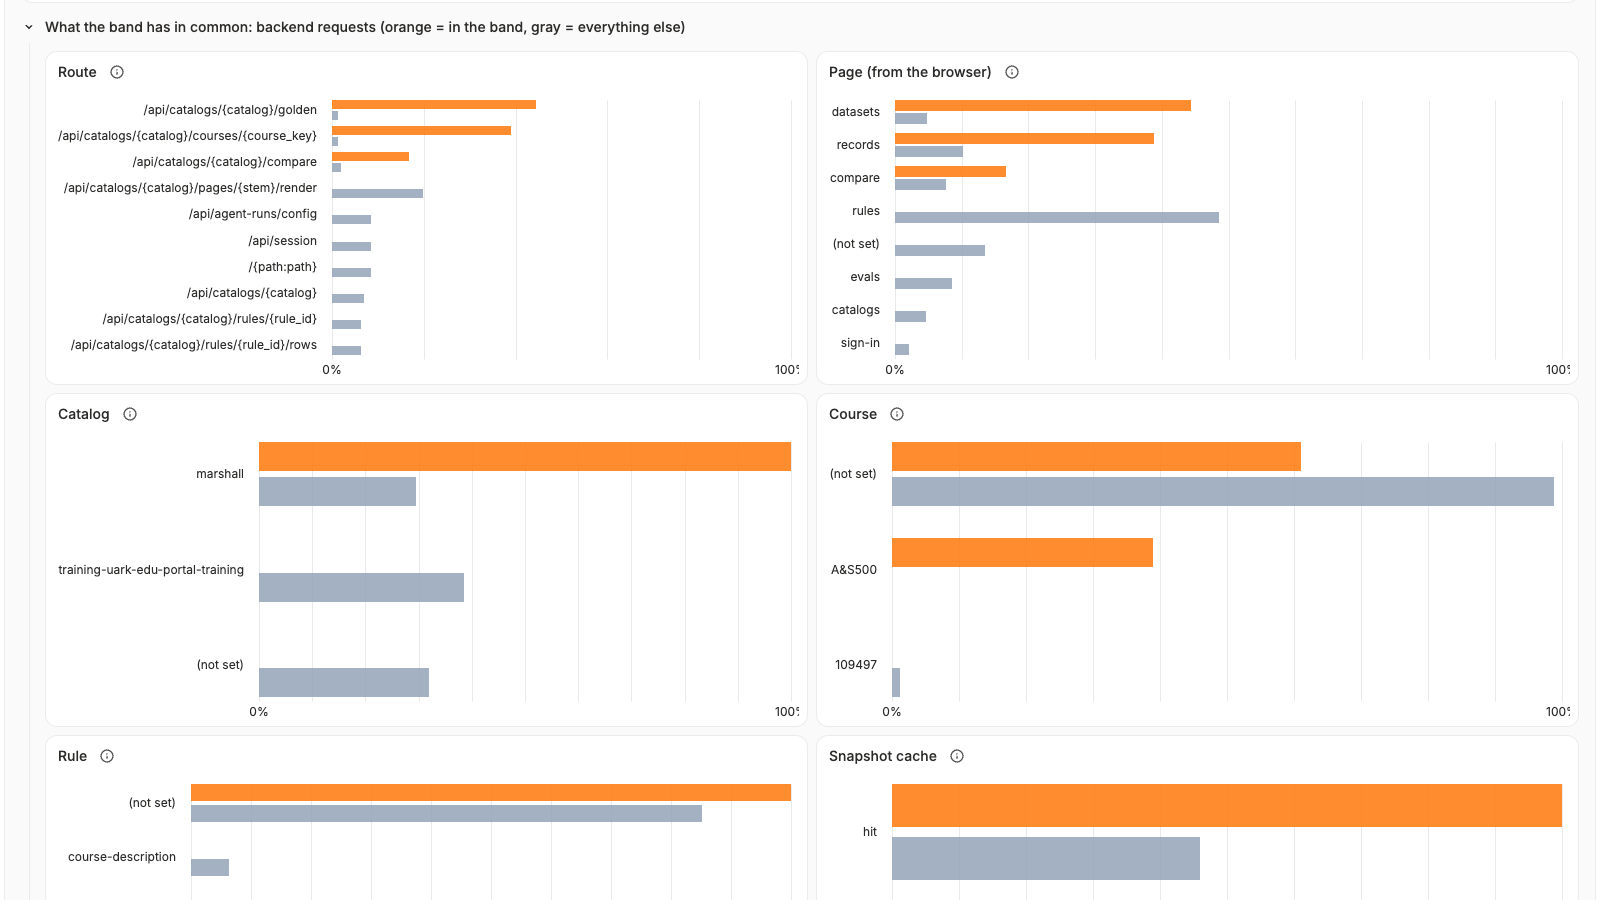 What the band has in common: backend requests (orange = in the band, gray = everything else)
Route
/api/catalogs/{catalog}/golden
/api/catalogs/{catalog}/courses/{course_key}
/api/catalogs/{catalog}/compare
/api/catalogs/{catalog}/pages/{stem}/render
/api/agent-runs/config
/api/session
/{path:path}
/api/catalogs/{catalog}
/api/catalogs/{catalog}/rules/{rule_id}
/api/catalogs/{catalog}/rules/{rule_id}/rows
0%
100%
Page (from the browser)
datasets
records
compare
rules
(not set)
evals
catalogs
sign-in
0%
100%
Catalog
marshall
training-uark-edu-portal-training
(not set)
0%
100%
Course
(not set)
A&S500
109497
0%
100%
Rule
(not set)
course-description
Snapshot cache
hit